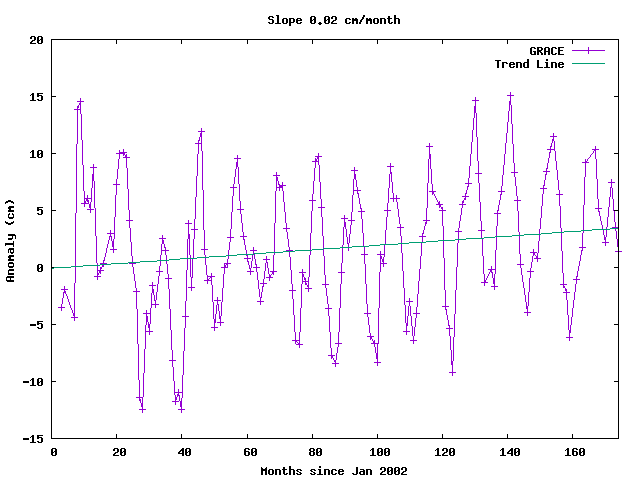 Slope 0.02 cm/month
GRACE
Trend Line
20
15
10
5
0
-5
-10
-15
Anomaly (cm)
0 20 40 60 80 100 120 140 160
Months since Jan 2002